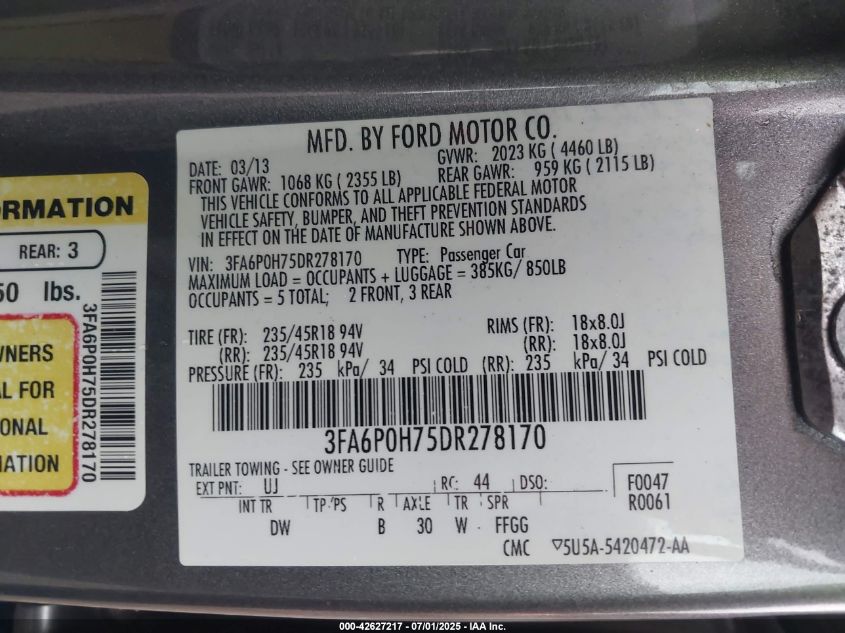 MFD. BY FORD MOTOR CO.
DATE: 03/13
GVWR: 2023 KG ( 4460 LB)
FRONT GAWR: 1068 KG ( 2355 LB)
REAR GAWR: 959 KG ( 2115 LB)
THIS VEHICLE CONFORMS TO ALL APPLICABLE FEDERAL MOTOR
VEHICLE SAFETY, BUMPER, AND THEFT PREVENTION STANDARDS
IN EFFECT ON THE DATE OF MANUFACTURE SHOWN ABOVE.
VIN: 3FA6P0H75DR278170 TYPE: Passenger Car
MAXIMUM LOAD = OCCUPANTS + LUGGAGE = 385KG/ 850LB
OCCUPANTS = 5 TOTAL; 2 FRONT, 3 REAR
TIRE (FR): 235/45R18 94V RIMS (FR): 18x8.0J
(RR): 235/45R18 94V (RR): 18x8.0J
PRESSURE (FR): 235 kPa/ 34 PSI COLD (RR): 235 kPa/ 34 PSI COLD
3FA6P0H75DR278170
TRAILER TOWING - SEE OWNER GUIDE
EXT PNT: UJ RC: 44 DSO: F0047
INT TR TP/PS R AXLE TR SPR R0061
DW B 30 W FFGG
CMC ▽5U5A-5420472-AA
ORMATION
REAR: 3
50 lbs.
WNERS
AL FOR
ONAL
MATION
3FA6P0H75DR278170
000-42627217 - 07/01/2025 - IAA Inc.